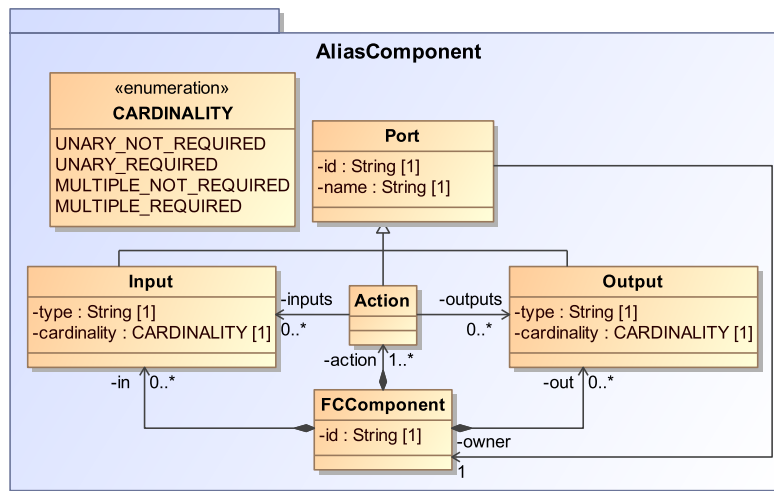 AliasComponent
«enumeration»
CARDINALITY
UNARY_NOT_REQUIRED
UNARY_REQUIRED
MULTIPLE_NOT_REQUIRED
MULTIPLE_REQUIRED
Port
-id : String [1]
-name : String [1]
Input
-type : String [1]
-cardinality : CARDINALITY [1]
-inputs
0..*
Action
-outputs
0..*
Output
-type : String [1]
-cardinality : CARDINALITY [1]
-in
0..*
-action
1..*
-out
0..*
FCComponent
-id : String [1]
-owner
1